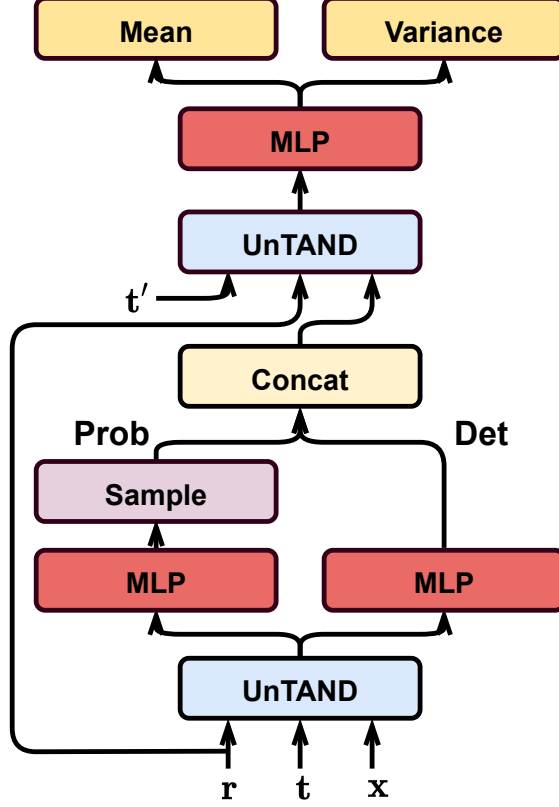 Mean Variance
MLP
UnTAND
t′
Concat
Prob Det
Sample
MLP MLP
UnTAND
r t x